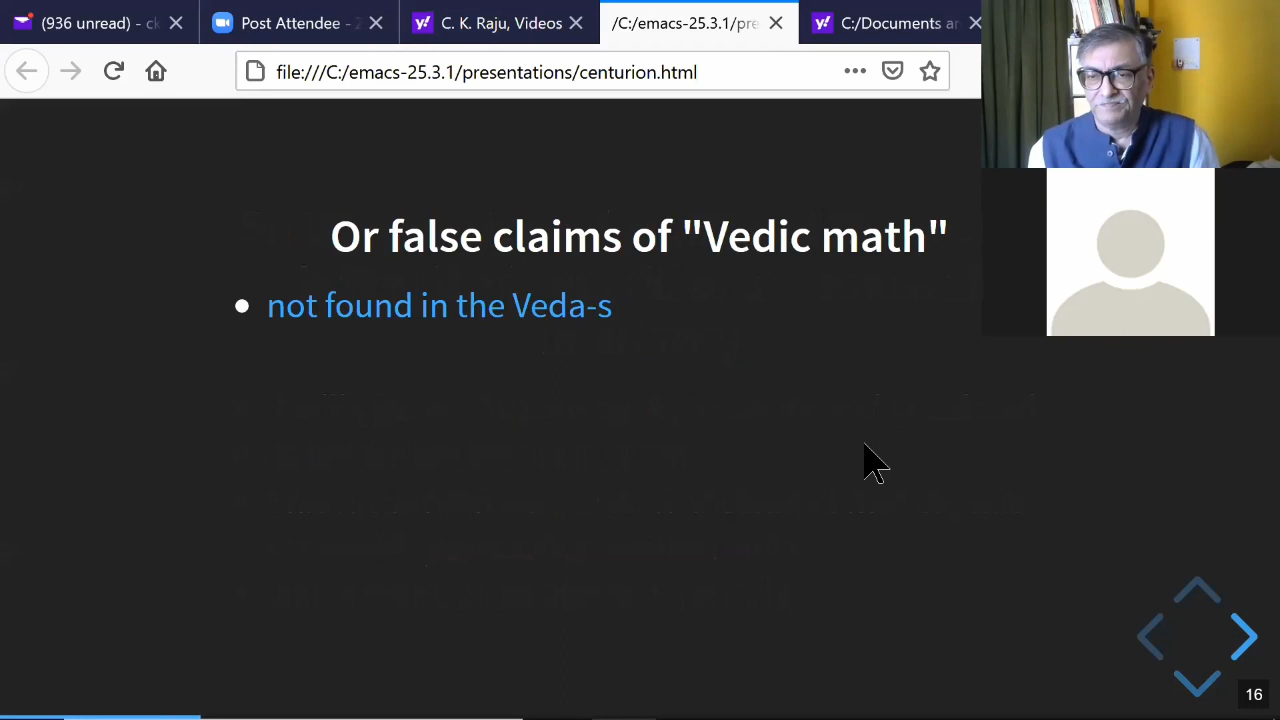 (936 unread) - ck
Post Attendee - Z
C. K. Raju, Videos
/C:/emacs-25.3.1/pre
C:/Documents an
file:///C:/emacs-25.3.1/presentations/centurion.html
Or false claims of "Vedic math"
not found in the Veda-s
16